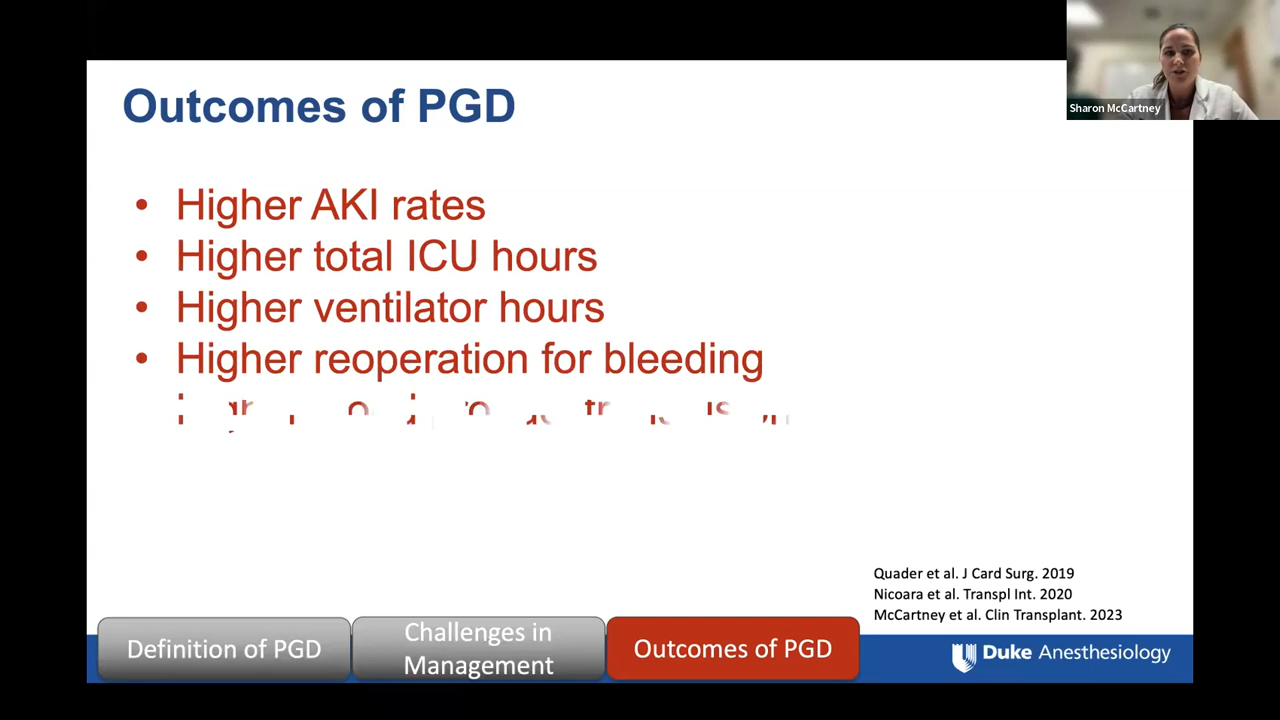 Sharon McCartney
Outcomes of PGD
• Higher AKI rates
• Higher total ICU hours
• Higher ventilator hours
• Higher reoperation for bleeding
Quader et al. J Card Surg. 2019
Nicoara et al. Transpl Int. 2020
McCartney et al. Clin Transplant. 2023
Definition of PGD
Challenges in
Management
Outcomes of PGD
Duke Anesthesiology